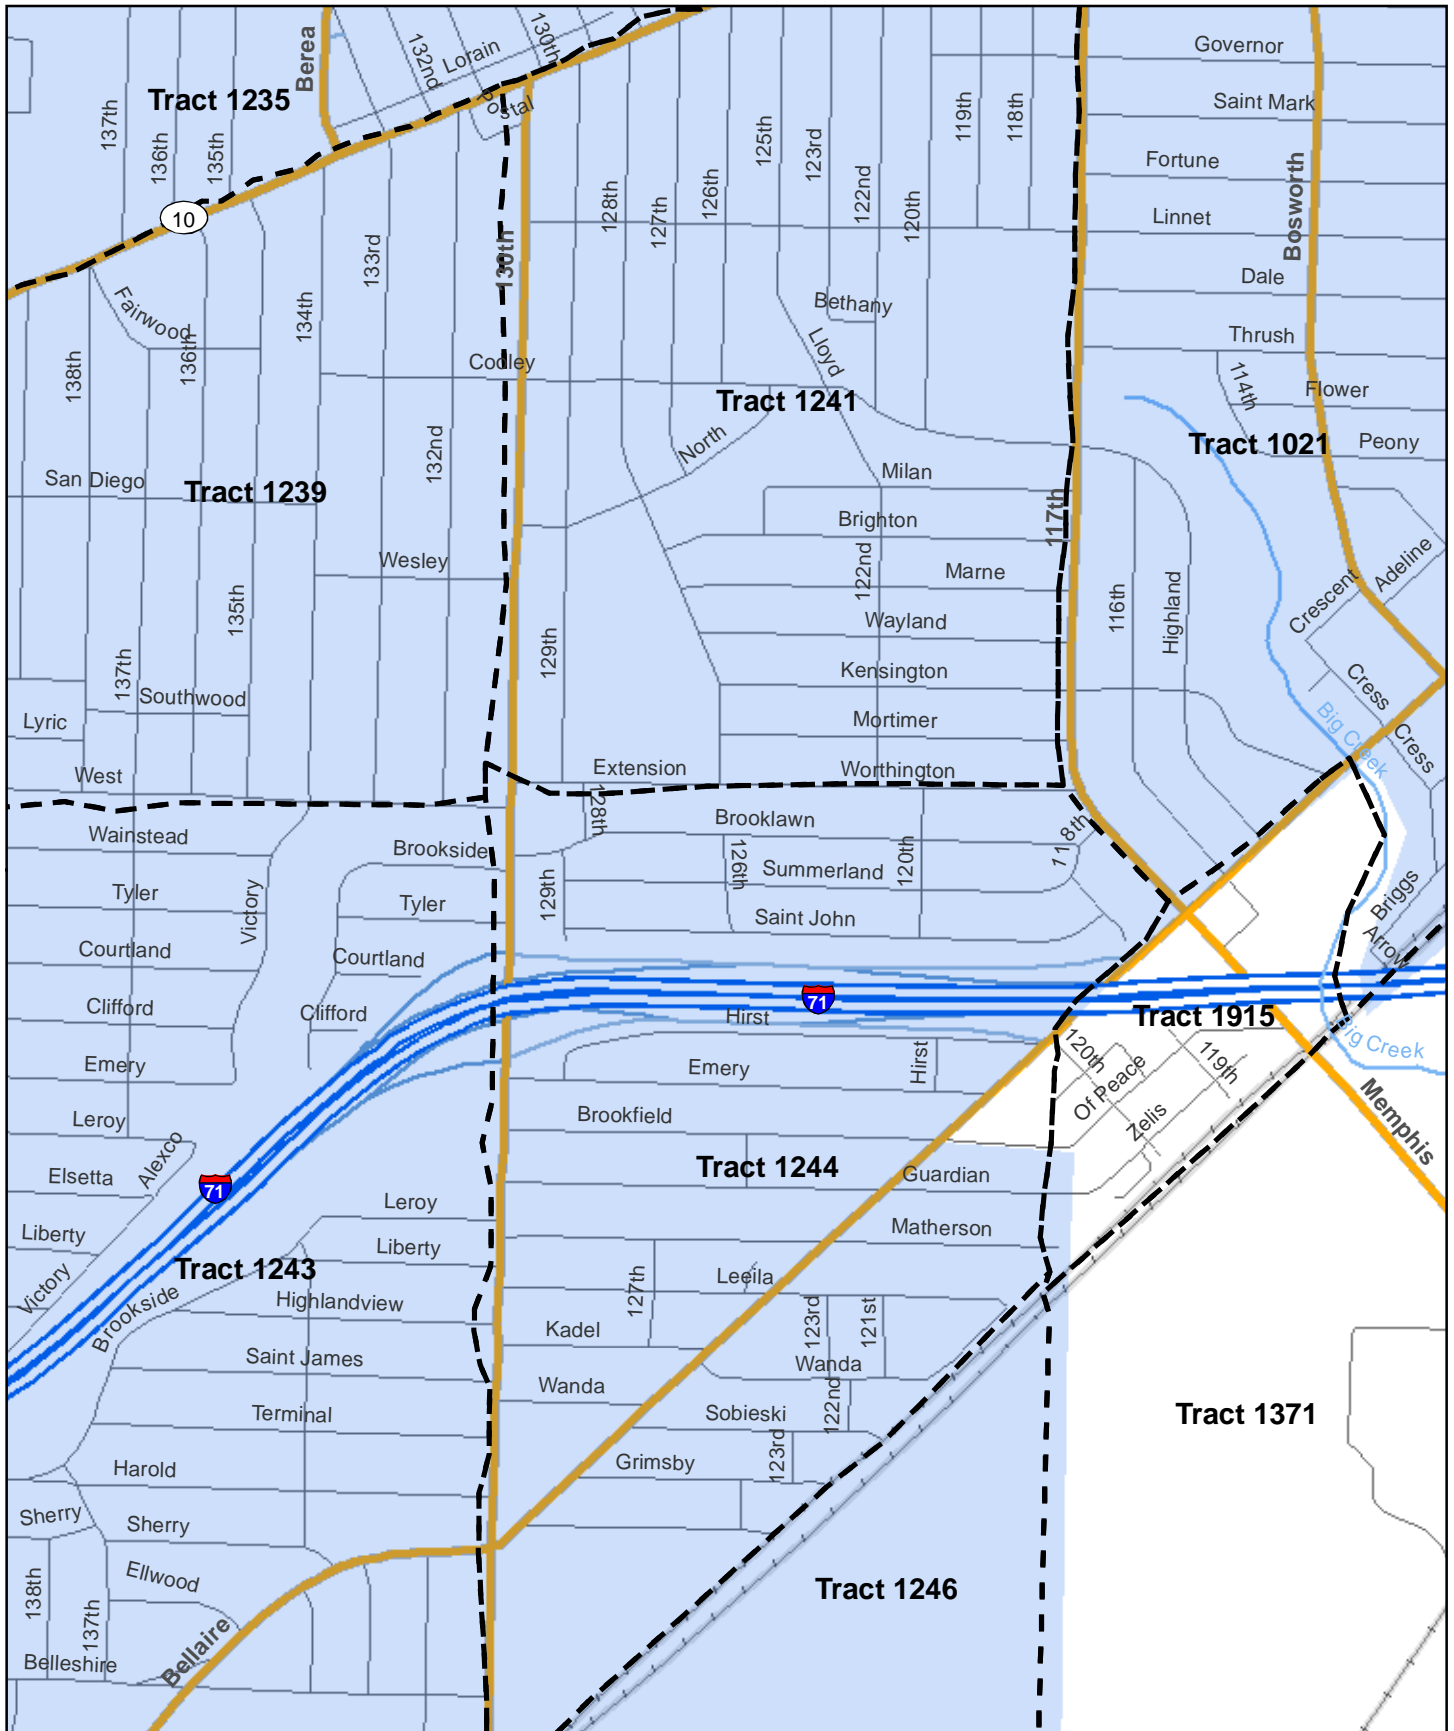 Berea
132nd
Lorain
130th
Governor
Tract 1235
Postal
Saint Mark
137th
136th
135th
125th
123rd
119th
118th
Fortune
Bosworth
128th
127th
126th
122nd
120th
Linnet
10
133rd
130th
Dale
Fairwood
136th
134th
Bethany
Lloyd
Thrush
138th
Cooley
114th
Flower
Tract 1241
North
Tract 1021
Peony
132nd
San Diego
Tract 1239
Milan
Brighton
117th
Wesley
122nd
Marne
Adeline
Crescent
135th
129th
Wayland
116th
Highland
137th
Southwood
Kensington
Cress
Lyric
Mortimer
Big Creek
Cress
West
Extension
Worthington
128th
Wainstead
Brooklawn
118th
Brookside
126th
Summerland
120th
Tyler
Victory
Tyler
129th
Saint John
Briggs
Courtland
Courtland
Arrow
Clifford
Clifford
71
Hirst
Tract 1915
Big Creek
Emery
Emery
Hirst
120th
Of Peace
119th
Zelis
Memphis
Leroy
Brookfield
Alexco
Elsetta
71
Tract 1244
Guardian
Leroy
Liberty
Liberty
Matherson
Victory
Tract 1243
Brookside
Highlandview
127th
Leeila
123rd
121st
Kadel
Saint James
Wanda
Wanda
122nd
Terminal
Sobieski
Tract 1371
Harold
Grimsby
123rd
Sherry
Sherry
138th
Ellwood
137th
Tract 1246
Bellaire
Belleshire